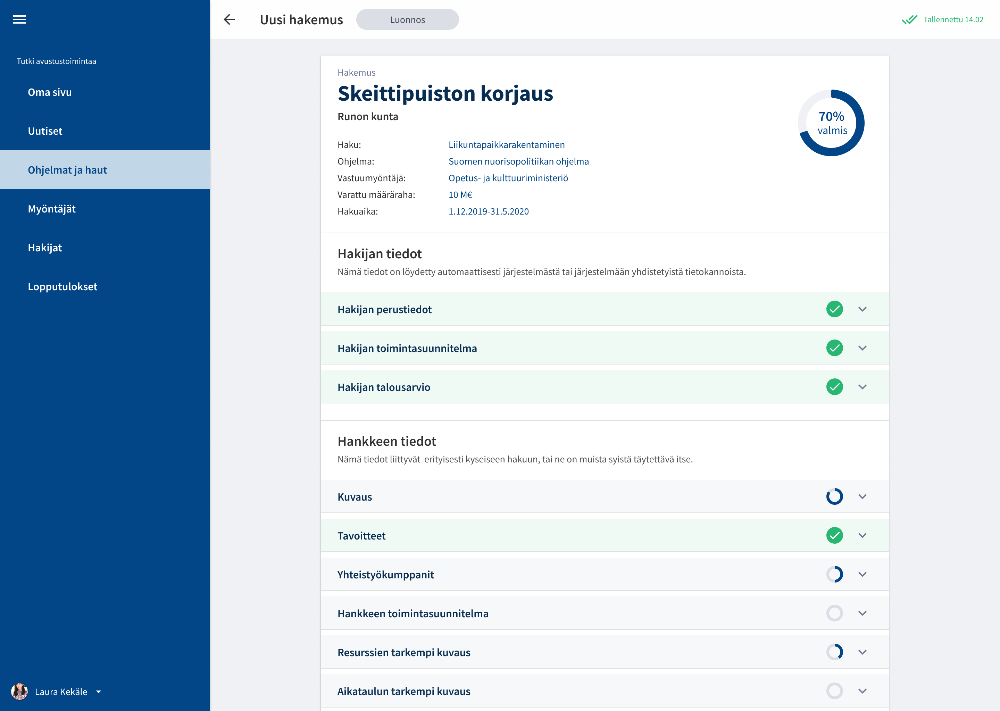 Tutki avustustoimintaa
Oma sivu
Uutiset
Ohjelmat ja haut
Myöntäjät
Hakijat
Lopputulokset
Laura Kekäle
Uusi hakemus
Luonnos
Tallennettu 14.02
Hakemus
Skeittipuiston korjaus
Runon kunta
70%
valmis
Haku: Liikuntapaikkarakentaminen
Ohjelma: Suomen nuorisopolitiikan ohjelma
Vastuumyöntäjä: Opetus- ja kulttuuriministeriö
Varattu määräraha: 10 M€
Hakuaika: 1.12.2019-31.5.2020
Hakijan tiedot
Nämä tiedot on löydetty automaattisesti järjestelmästä tai järjestelmään yhdistetyistä tietokannoista.
Hakijan perustiedot
Hakijan toimintasuunnitelma
Hakijan talousarvio
Hankkeen tiedot
Nämä tiedot liittyvät  erityisesti kyseiseen hakuun, tai ne on muista syistä täytettävä itse.
Kuvaus
Tavoitteet
Yhteistyökumppanit
Hankkeen toimintasuunnitelma
Resurssien tarkempi kuvaus
Aikataulun tarkempi kuvaus